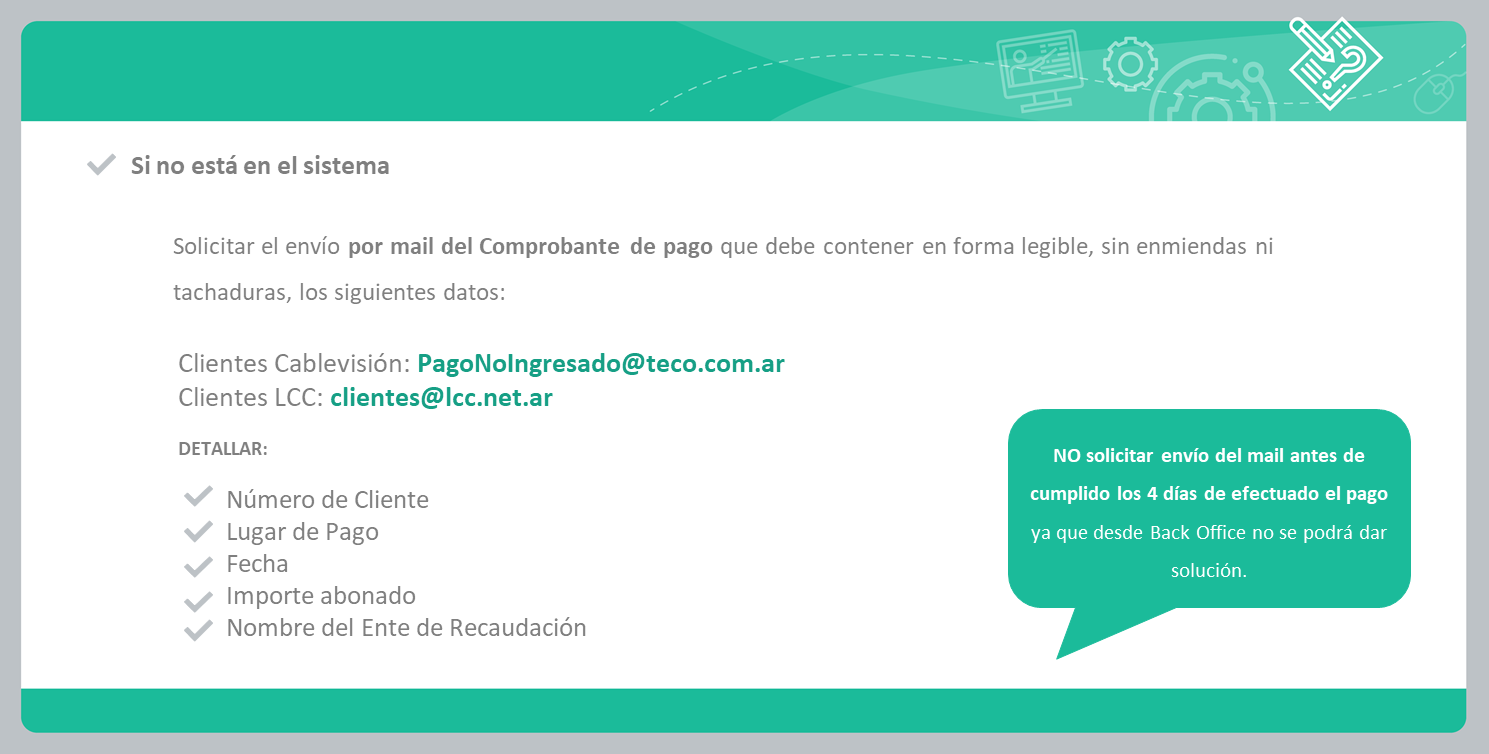 Si no está en el sistema
Solicitar el envío por mail del Comprobante de pago que debe contener en forma legible, sin enmiendas ni
tachaduras, los siguientes datos:
Clientes Cablevisión: PagoNoIngresado@teco.com.ar
Clientes LCC: clientes@lcc.net.ar
DETALLAR:
Número de Cliente
Lugar de Pago
Fecha
Importe abonado
Nombre del Ente de Recaudación
NO solicitar envío del mail antes de
cumplido los 4 días de efectuado el pago
ya que desde Back Office no se podrá dar
solución.